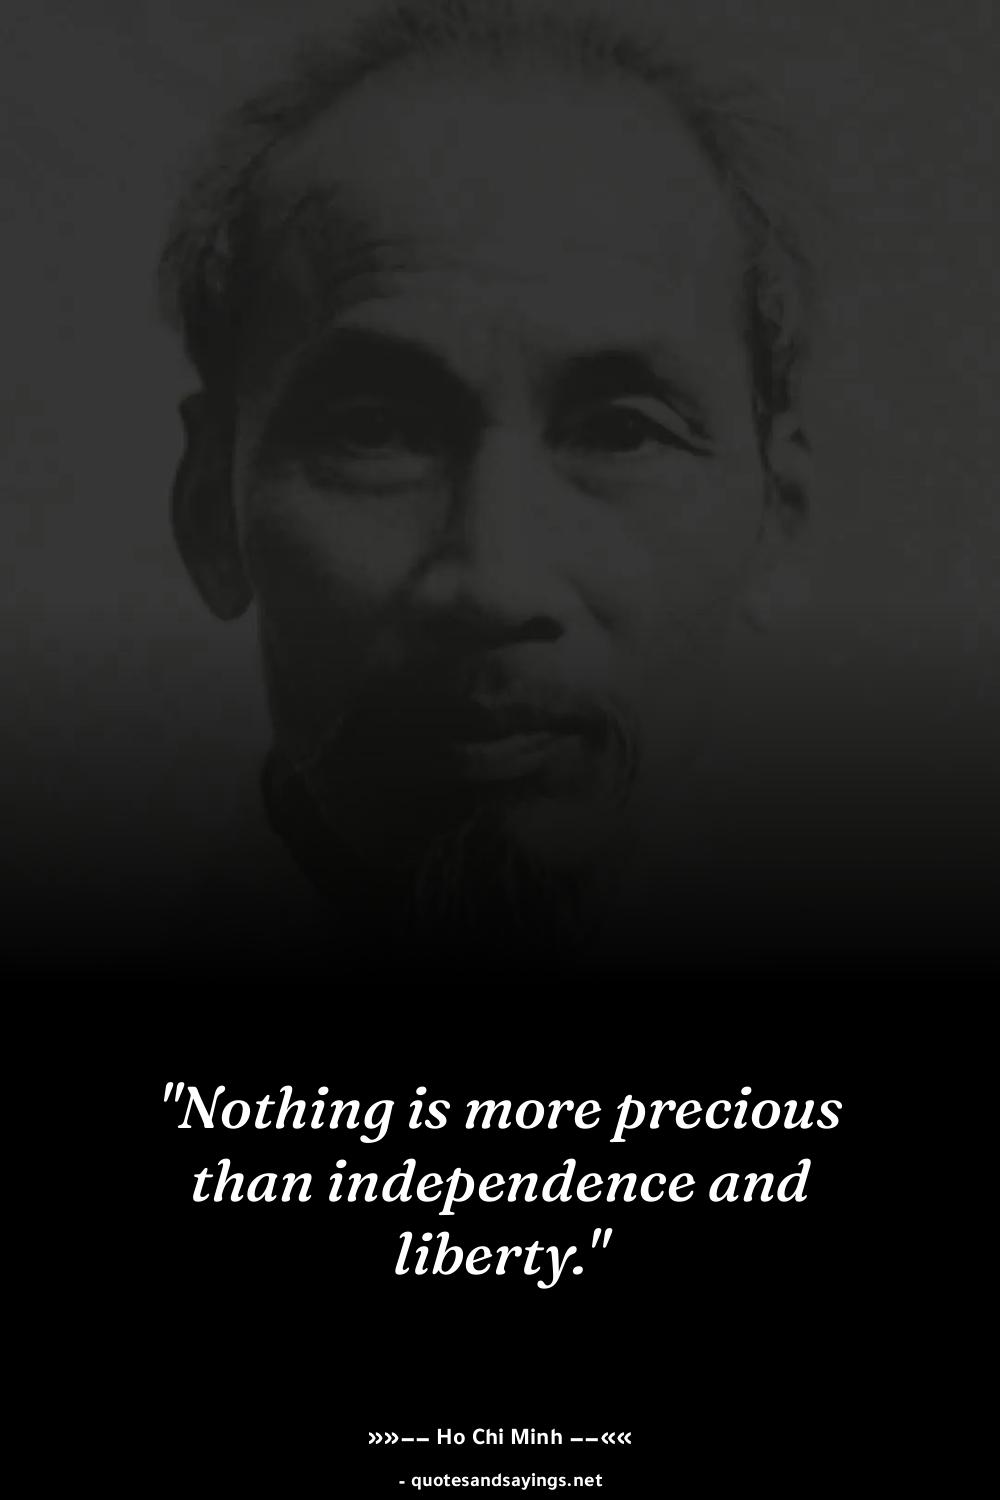 "Nothing is more precious
than independence and
liberty."
»»−− Ho Chi Minh −−««
- quotesandsayings.net